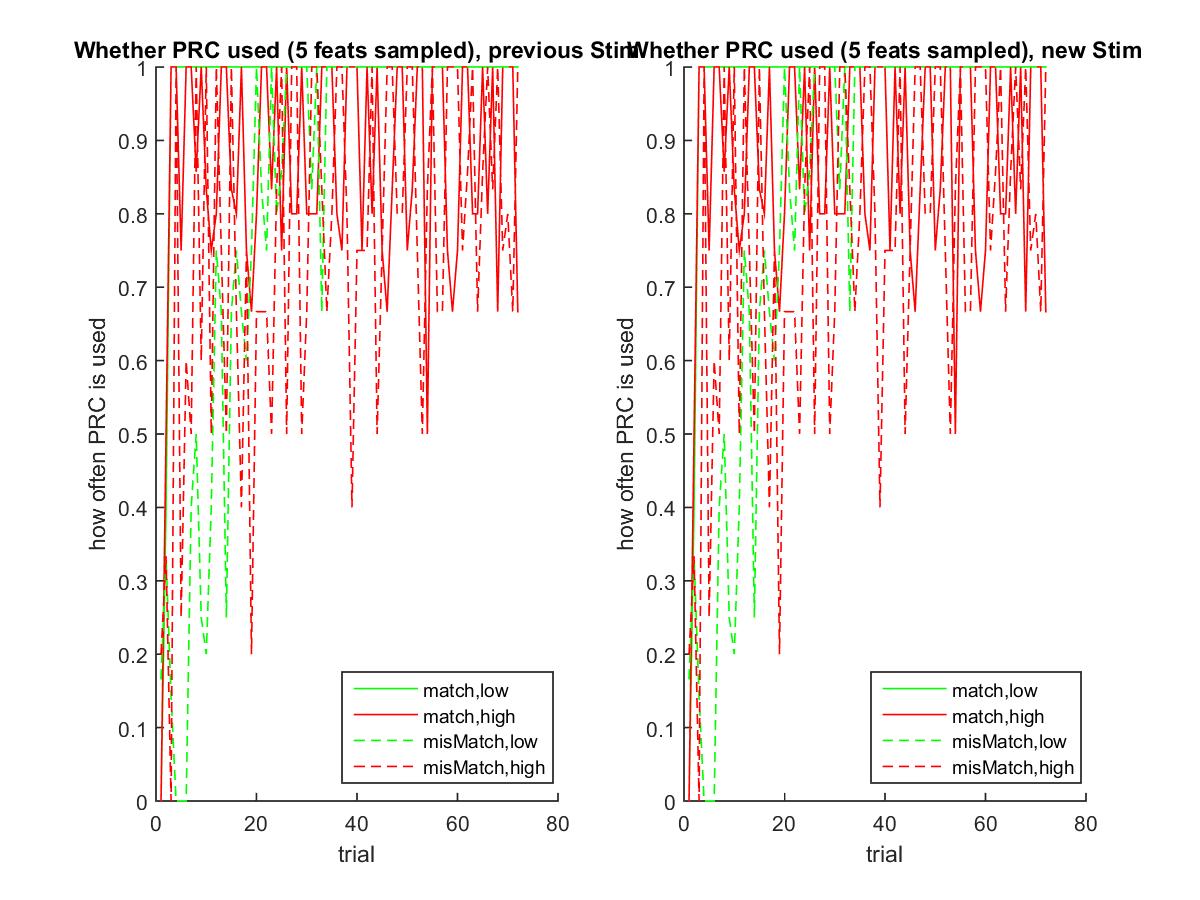 Whether PRC used (5 feats sampled), previous Stim
Whether PRC used (5 feats sampled), new Stim
1
0.9
0.8
0.7
0.6
0.5
0.4
0.3
0.2
0.1
0
0 20 40 60 80
how often PRC is used
trial
match,low
match,high
misMatch,low
misMatch,high
1
0.9
0.8
0.7
0.6
0.5
0.4
0.3
0.2
0.1
0
0 20 40 60 80
how often PRC is used
trial
match,low
match,high
misMatch,low
misMatch,high